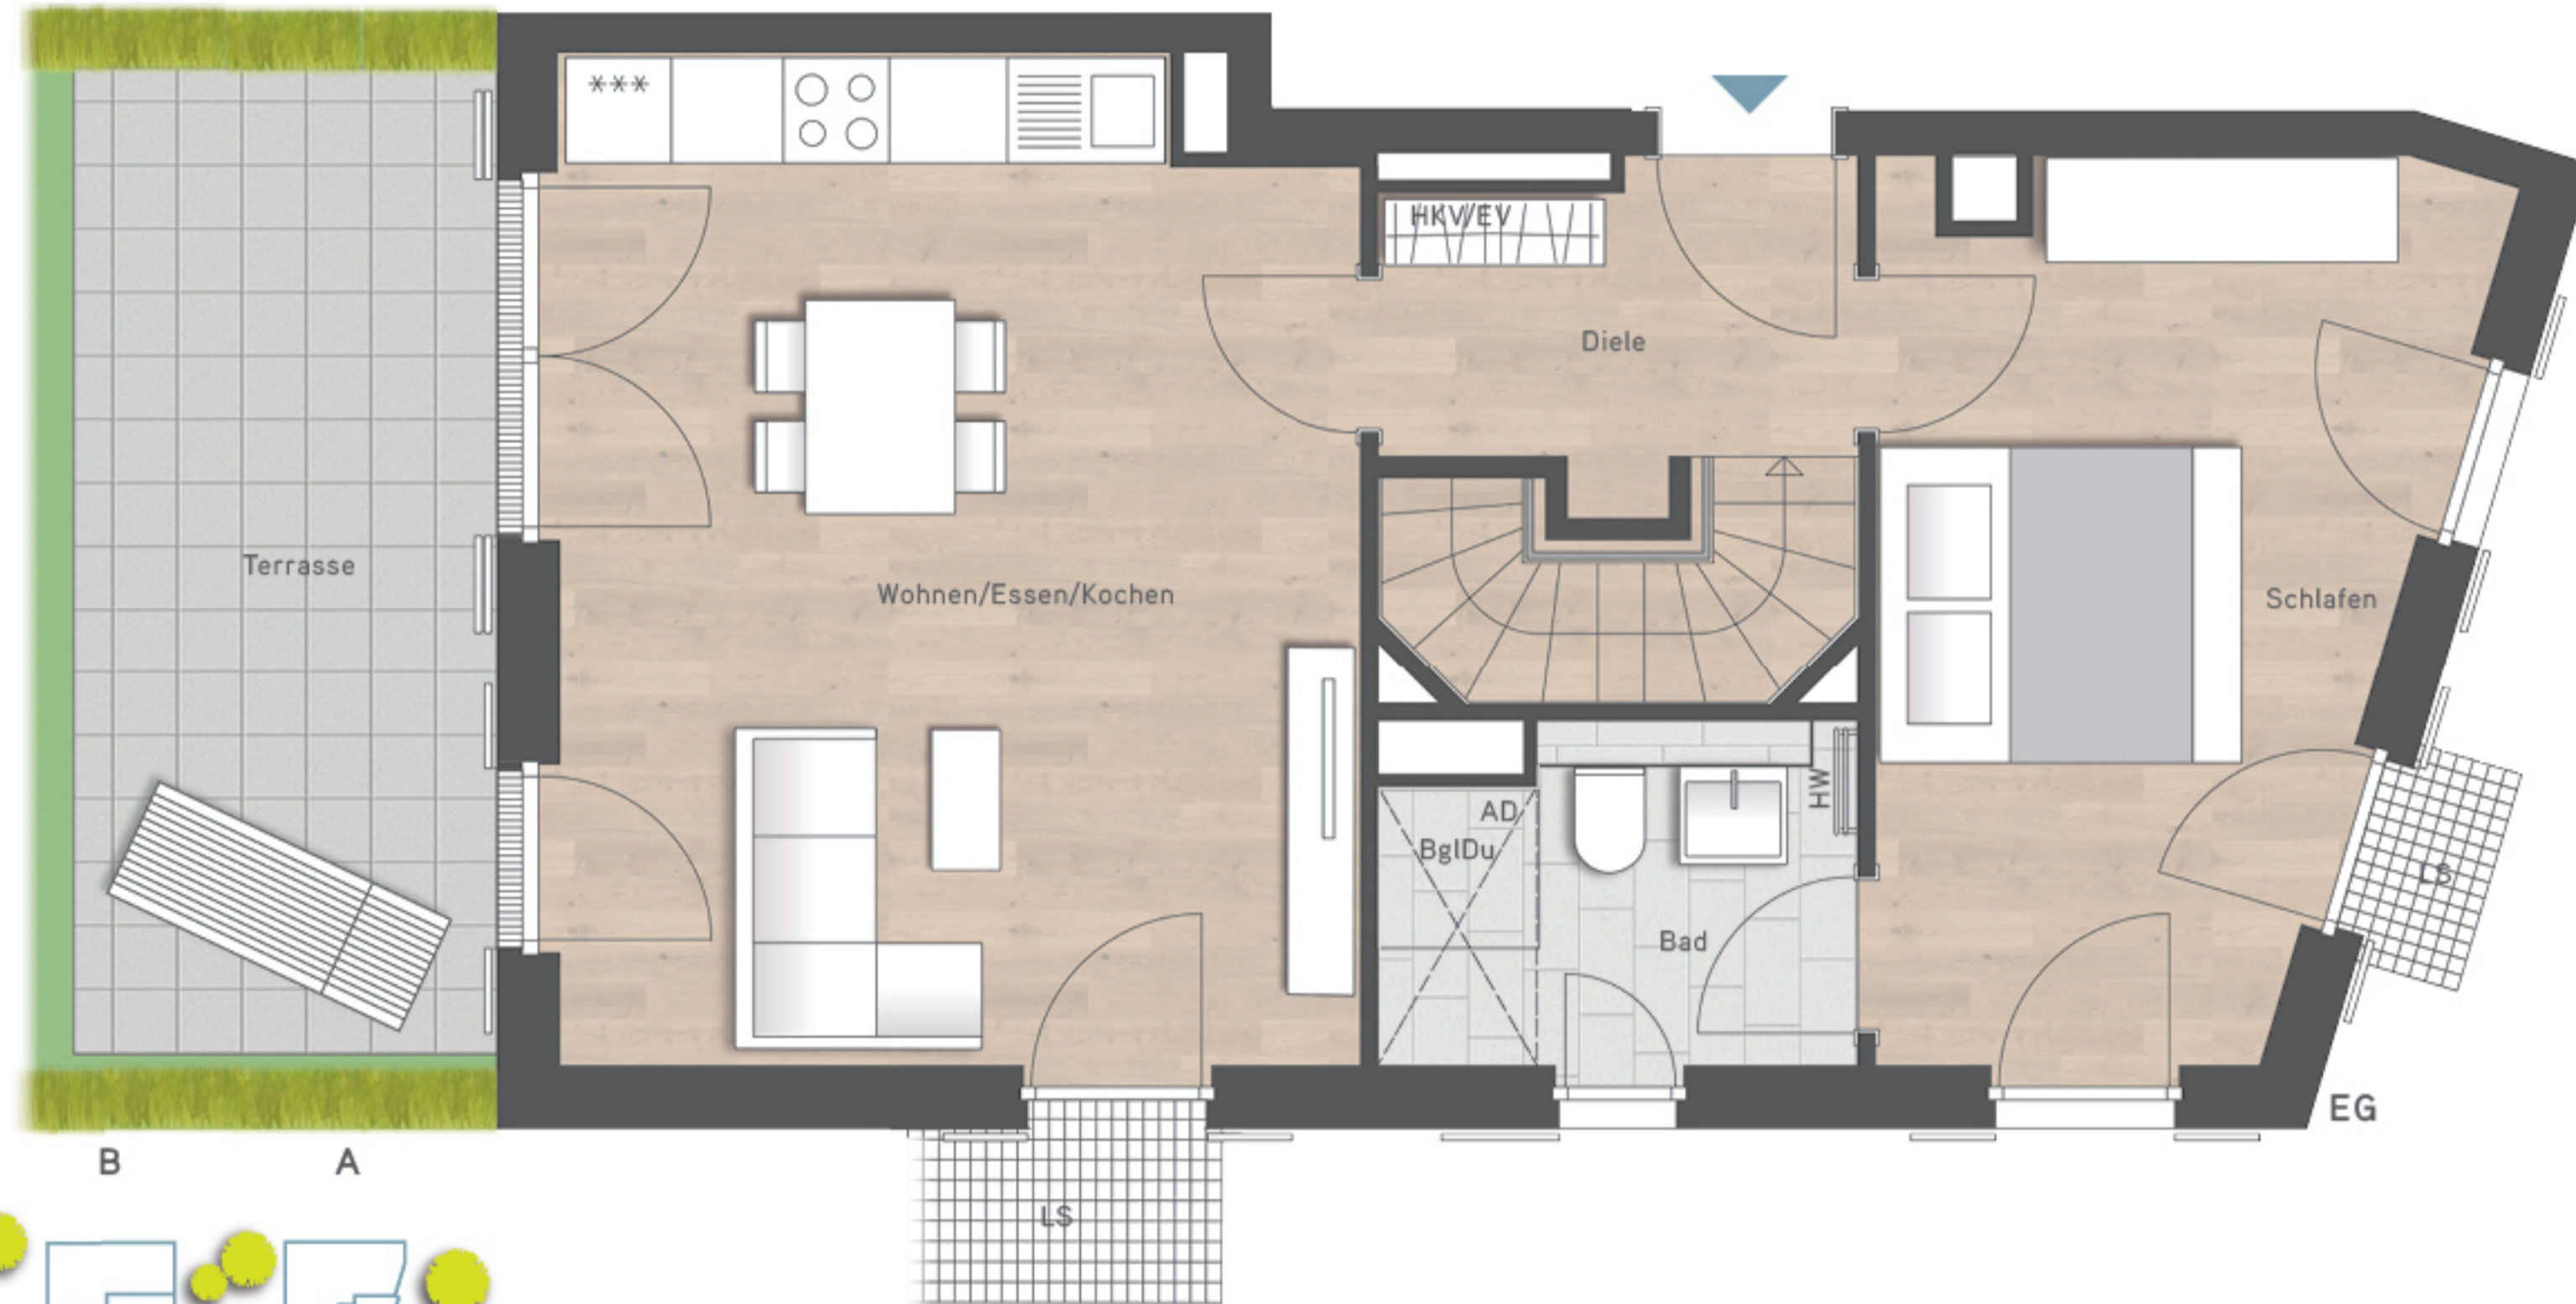 ***
HKV/EV
Diele
Terrasse
Wohnen/Essen/Kochen
Schlafen
HW
AD
BglDu
LS
Bad
EG
B
A
LS